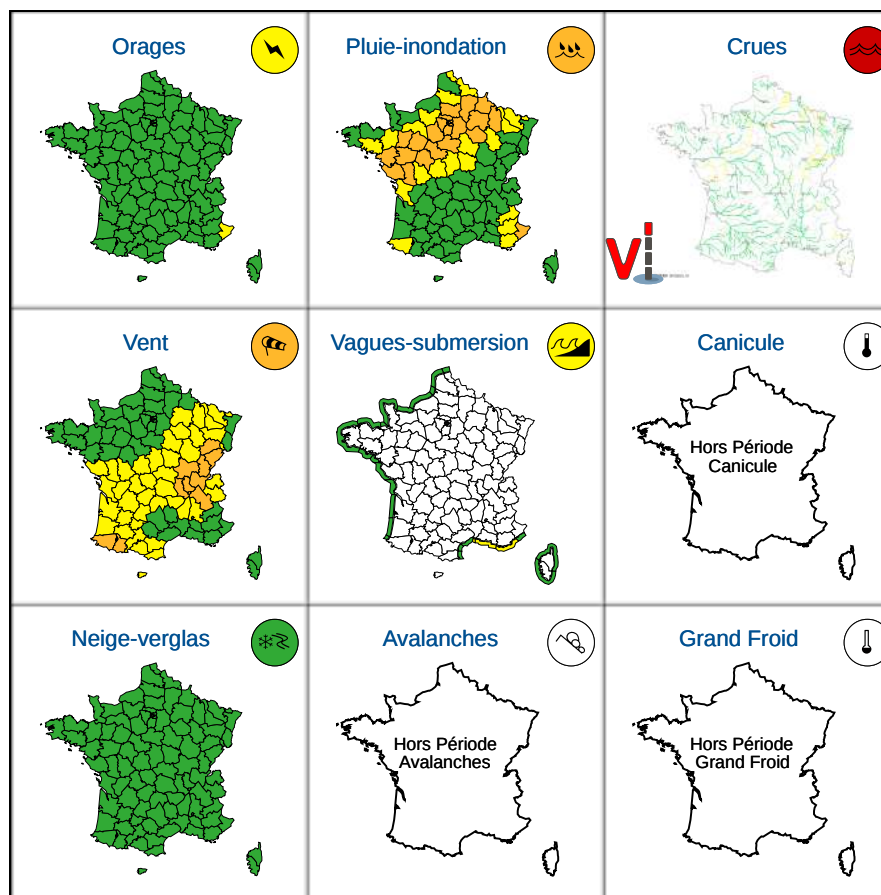 Orages
Pluie-inondation
Crues
Vi
Vent
Vagues-submersion
Canicule
Hors Période
Canicule
Neige-verglas
Avalanches
Grand Froid
Hors Période
Avalanches
Hors Période
Grand Froid